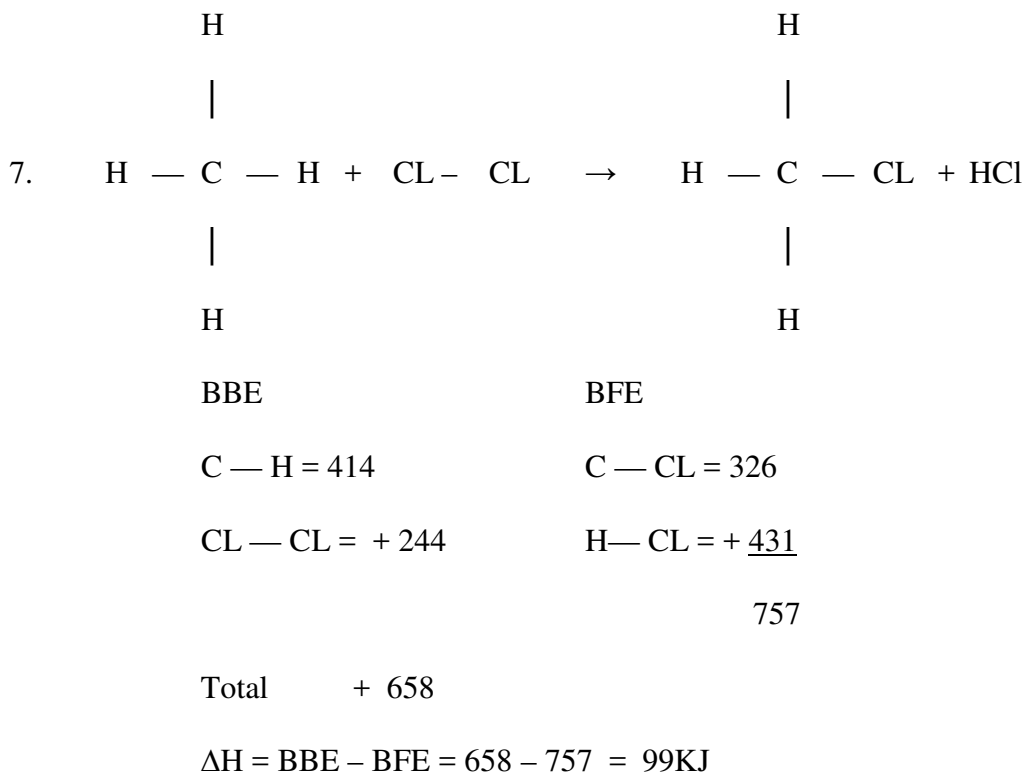 H H
| |
7. H — C — H + CL – CL → H — C — CL + HCl
| |
H H
BBE BFE
C — H = 414 C — CL = 326
CL — CL = + 244 H— CL = + 431
757
Total + 658
ΔH = BBE – BFE = 658 – 757 = 99KJ